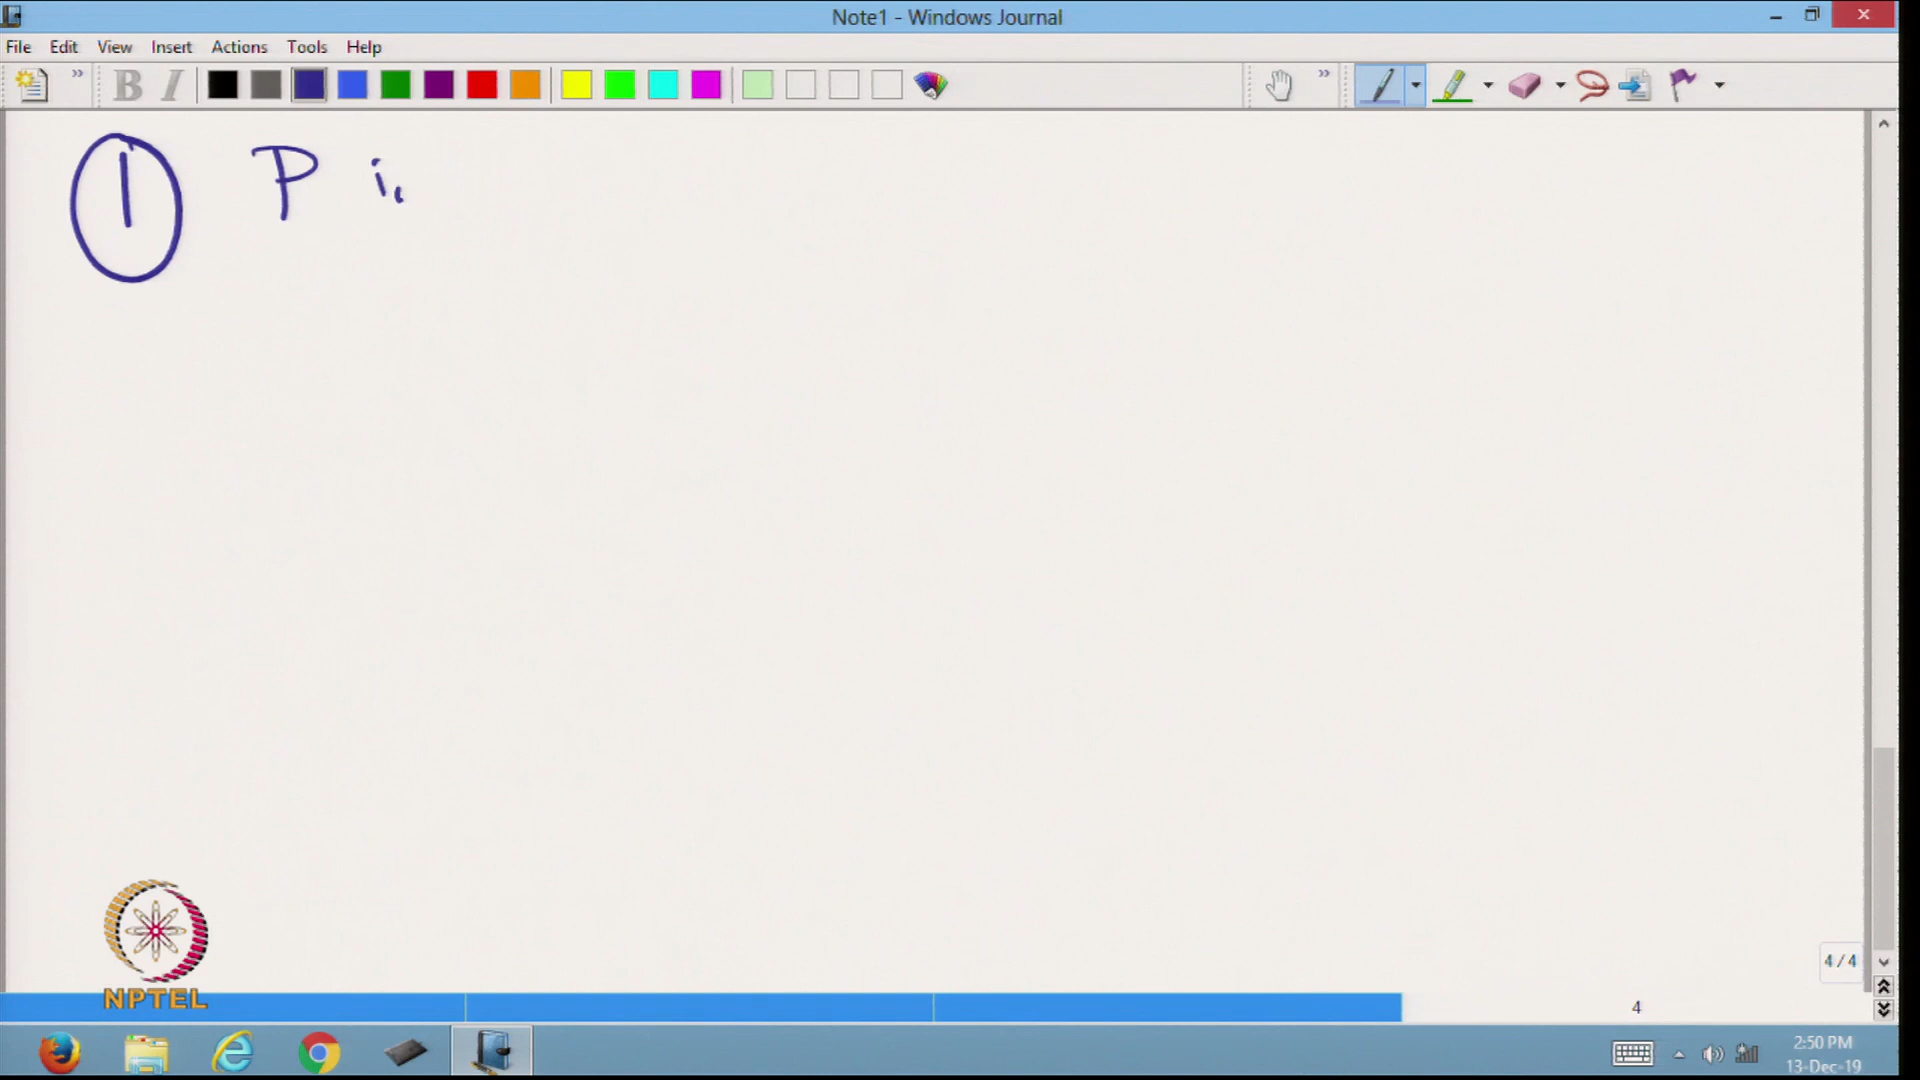 Note1 - Windows Journal
File Edit View Insert Actions Tools Help
B I
1 P
4 / 4
NPTEL
4
2:50 PM
13-Dec-19